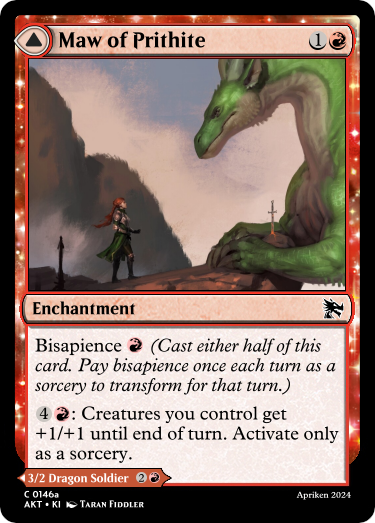 Maw of Prithite
1
Enchantment
Bisapience (Cast either half of this
card. Pay bisapience once each turn as a
sorcery to transform for that turn.)
4 : Creatures you control get
+1/+1 until end of turn. Activate only
as a sorcery.
3/2 Dragon Soldier 2
C 0146a
AKT • KI Taran Fiddler
Apriken 2024